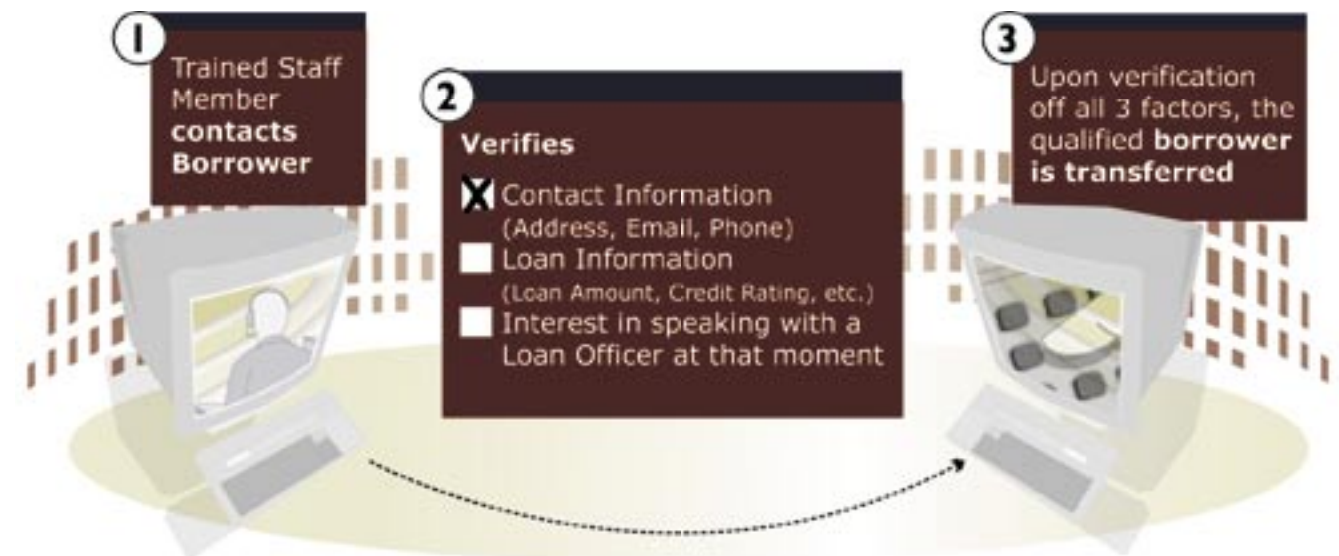 1
Trained Staff
Member
contacts
Borrower
2
Verifies
X Contact Information
(Address, Email, Phone)
Loan Information
(Loan Amount, Credit Rating, etc.)
Interest in speaking with a
Loan Officer at that moment
3
Upon verification
off all 3 factors, the
qualified borrower
is transferred